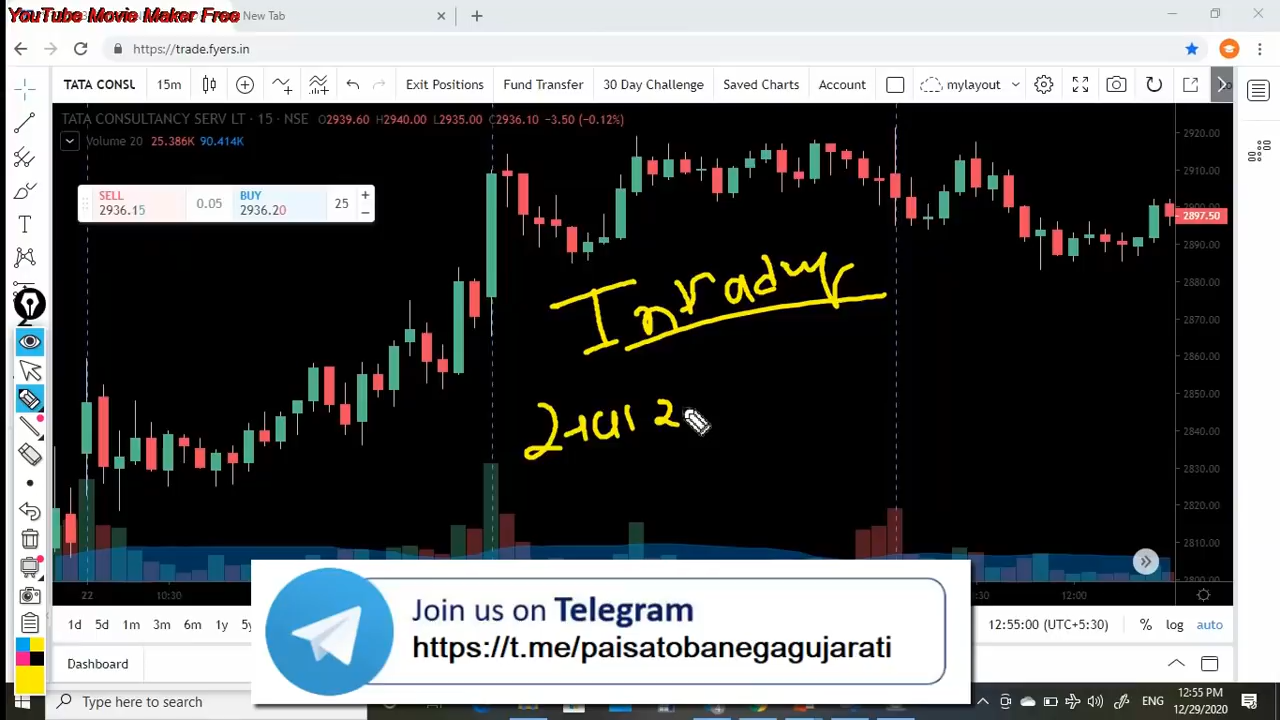 YouTube Movie Maker Free
New Tab
https://trade.fyers.in
TATA CONSUL 15m Exit Positions Fund Transfer 30 Day Challenge Saved Charts Account mylayout
TATA CONSULTANCY SERV LT · 15 · NSE O2939.60 H2940.00 L2935.00 C2936.10 −3.50 (−0.12%)
Volume 20 25.386K 90.414K
SELL
2936.15
0.05
BUY
2936.20
25
2920.00
2910.00
2900.00
2897.50
2890.00
2880.00
2870.00
2860.00
2850.00
2840.00
2830.00
2820.00
2810.00
2800.00
Intraday
22 10:30 12:00
Join us on Telegram
https://t.me/paisatobanegagujarati
1d 5d 1m 3m 6m 1y 12:55:00 (UTC+5:30) % log auto
Dashboard
Type here to search
ENG
12:55 PM
12/29/2020